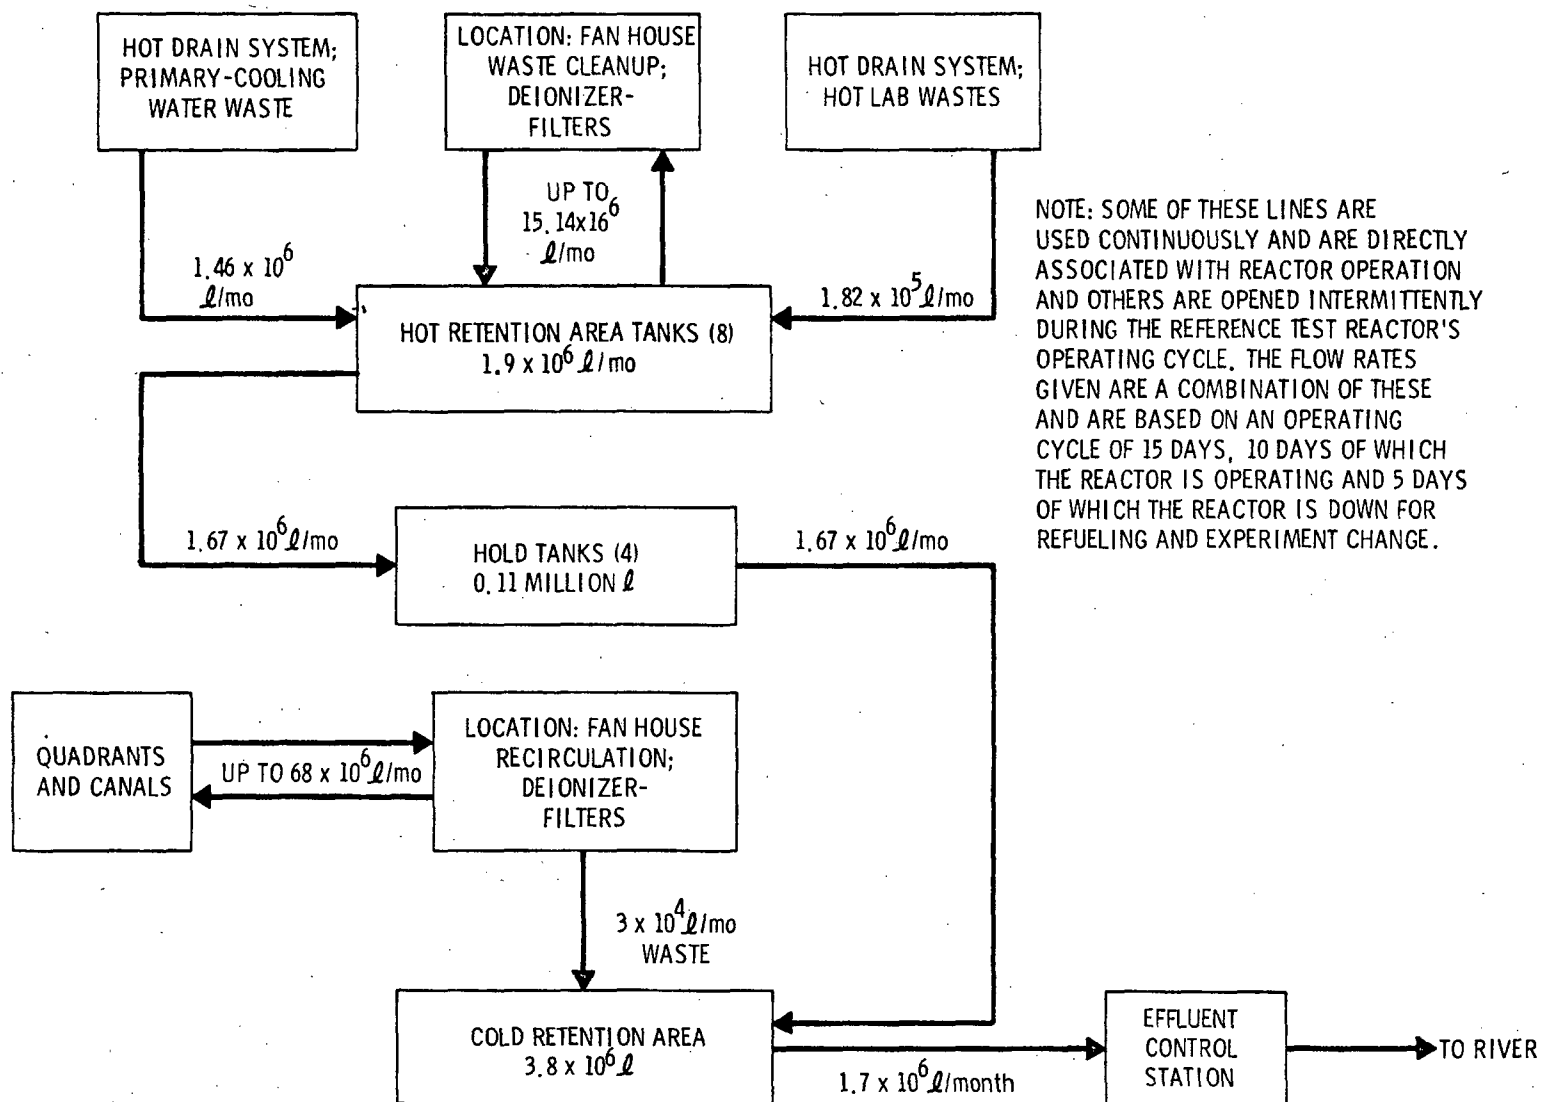 HOT DRAIN SYSTEM;
PRIMARY-COOLING
WATER WASTE
LOCATION: FAN HOUSE
WASTE CLEANUP;
DEIONIZER-
FILTERS
HOT DRAIN SYSTEM;
HOT LAB WASTES
UP TO
15.14x16⁶
ℓ/mo
1.46 x 10⁶
ℓ/mo
1.82 x 10⁵ ℓ/mo
HOT RETENTION AREA TANKS (8)
1.9 x 10⁶ ℓ/mo
NOTE: SOME OF THESE LINES ARE
USED CONTINUOUSLY AND ARE DIRECTLY
ASSOCIATED WITH REACTOR OPERATION
AND OTHERS ARE OPENED INTERMITTENTLY
DURING THE REFERENCE TEST REACTOR'S
OPERATING CYCLE. THE FLOW RATES
GIVEN ARE A COMBINATION OF THESE
AND ARE BASED ON AN OPERATING
CYCLE OF 15 DAYS, 10 DAYS OF WHICH
THE REACTOR IS OPERATING AND 5 DAYS
OF WHICH THE REACTOR IS DOWN FOR
REFUELING AND EXPERIMENT CHANGE.
1.67 x 10⁶ ℓ/mo
HOLD TANKS (4)
0.11 MILLION ℓ
1.67 x 10⁶ ℓ/mo
QUADRANTS
AND CANALS
UP TO 68 x 10⁶ ℓ/mo
LOCATION: FAN HOUSE
RECIRCULATION;
DEIONIZER-
FILTERS
3 x 10⁴ ℓ/mo
WASTE
COLD RETENTION AREA
3.8 x 10⁶ ℓ
1.7 x 10⁶ ℓ/month
EFFLUENT
CONTROL
STATION
TO RIVER